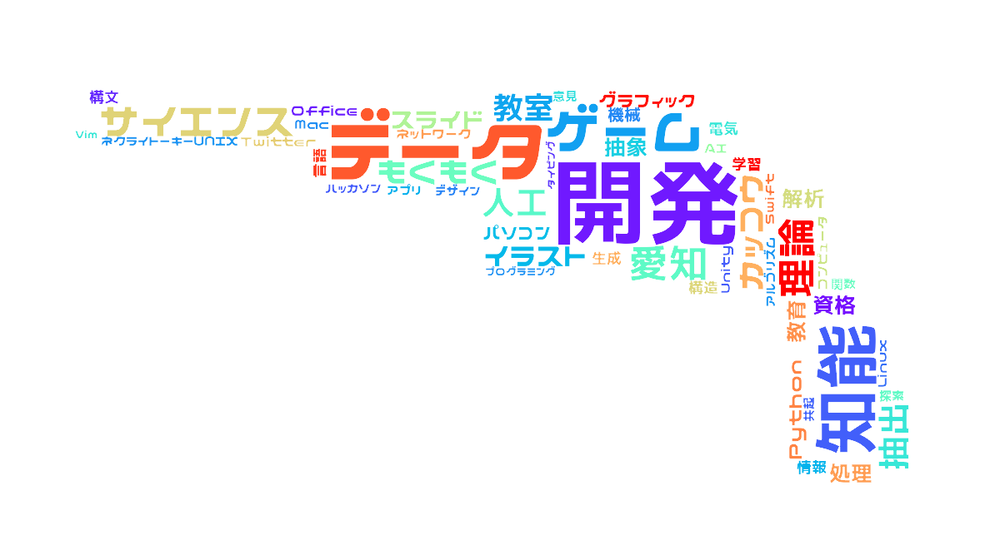 構文
サイエンス
Office
Mac
Vim
ネクライトーキー
UNIX
Twitter
スライド
ネットワーク
データ
言語
もくもく
ハッカソン
アプリ
デザイン
教室
意見
グラフィック
機械
ゲーム
抽象
電気
AI
タイピング
学習
人工
開発
ガッコウ
Swift
解析
パソコン
イラスト
プログラミング
生成
愛知
構造
Unity
アルゴリズム
理論
コンピュータ
関数
教育
資格
知能
Linux
Python
共起
探索
抽出
情報
処理